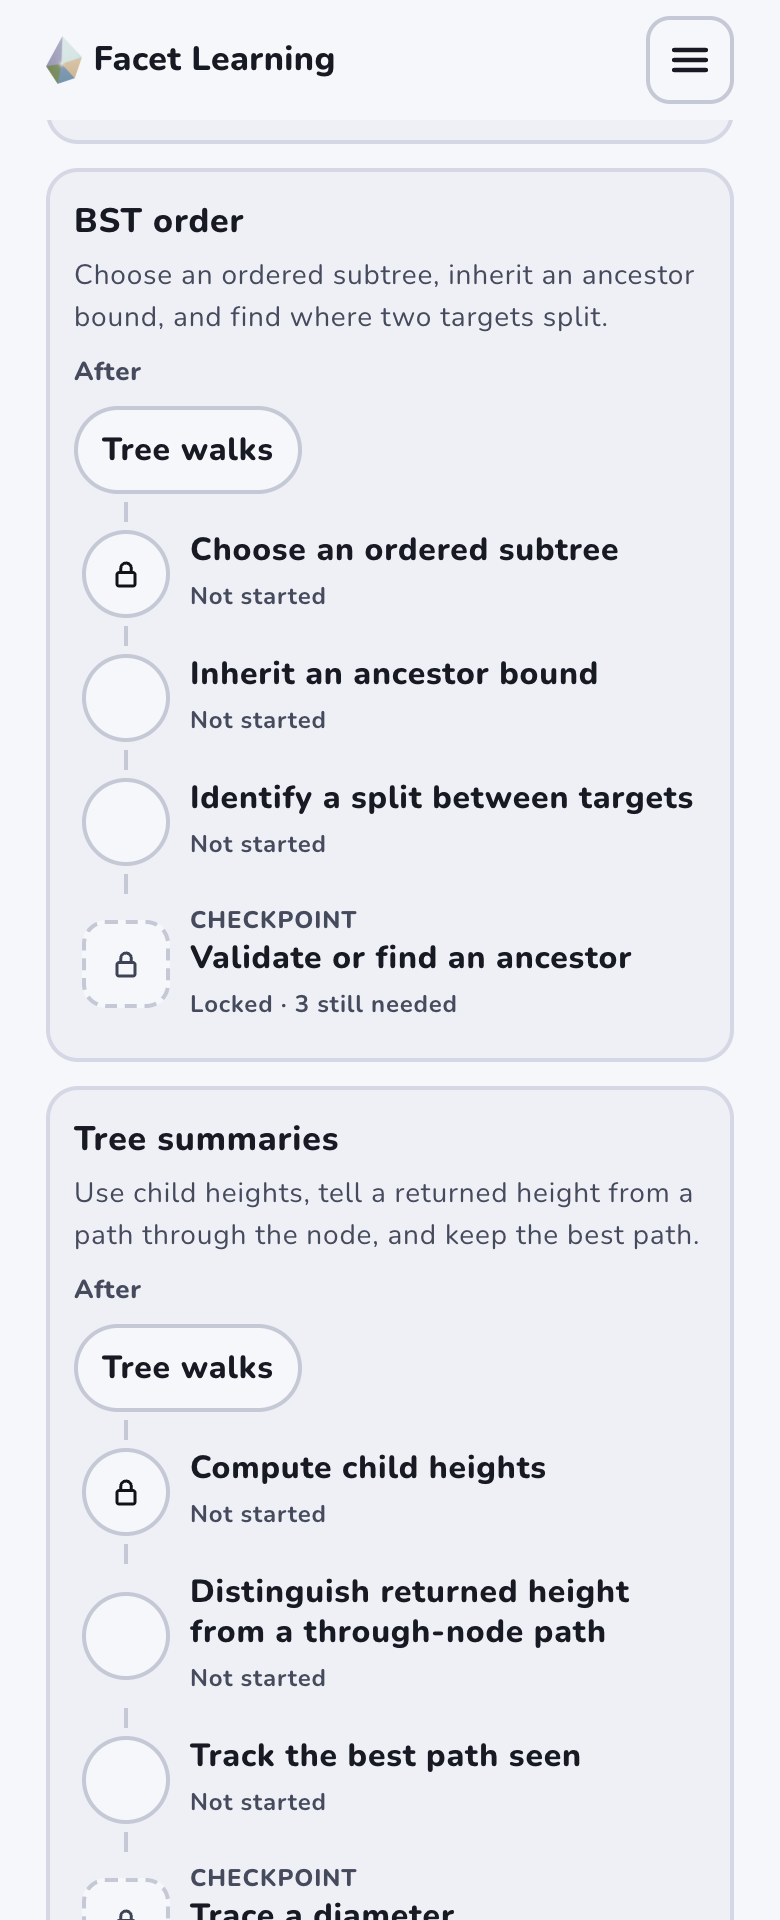 Facet Learning
BST order
Choose an ordered subtree, inherit an ancestor
bound, and find where two targets split.
After
Tree walks
Choose an ordered subtree
Not started
Inherit an ancestor bound
Not started
Identify a split between targets
Not started
CHECKPOINT
Validate or find an ancestor
Locked · 3 still needed
Tree summaries
Use child heights, tell a returned height from a
path through the node, and keep the best path.
After
Tree walks
Compute child heights
Not started
Distinguish returned height
from a through-node path
Not started
Track the best path seen
Not started
CHECKPOINT
Trace a diameter